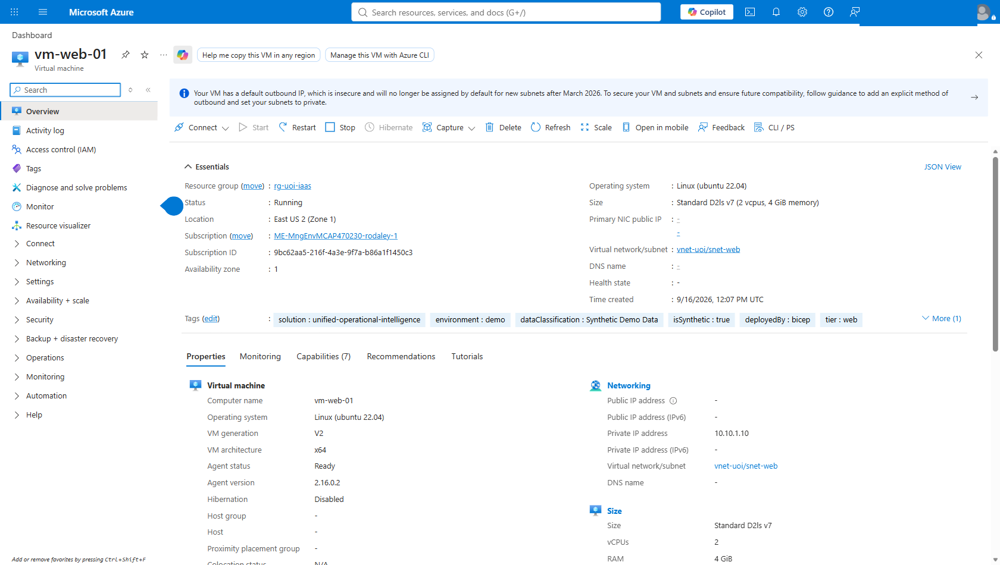 Microsoft Azure
Search resources, services, and docs (G+/)
Copilot
Dashboard
vm-web-01
Virtual machine
Help me copy this VM in any region
Manage this VM with Azure CLI
Search
Overview
Activity log
Access control (IAM)
Tags
Diagnose and solve problems
Monitor
Resource visualizer
Connect
Networking
Settings
Availability + scale
Security
Backup + disaster recovery
Operations
Monitoring
Automation
Help
Add or remove favorites by pressing Ctrl+Shift+F
Your VM has a default outbound IP, which is insecure and will no longer be assigned by default for new subnets after March 2026. To secure your VM and subnets and ensure future compatibility, follow guidance to add an explicit method of
outbound and set your subnets to private.
Connect Start Restart Stop Hibernate Capture Delete Refresh Scale Open in mobile Feedback CLI / PS
Essentials
JSON View
Resource group (move) : rg-uoi-iaas
Status : Running
Location : East US 2 (Zone 1)
Subscription (move) : ME-MngEnvMCAP470230-rodaley-1
Subscription ID : 9bc62aa5-216f-4a3e-9f7a-b86a1f1450c3
Availability zone : 1
Operating system : Linux (ubuntu 22.04)
Size : Standard D2ls v7 (2 vcpus, 4 GiB memory)
Primary NIC public IP : -
-
Virtual network/subnet : vnet-uoi/snet-web
DNS name : -
Health state : -
Time created : 9/16/2026, 12:07 PM UTC
Tags (edit) : solution : unified-operational-intelligence environment : demo dataClassification : Synthetic Demo Data isSynthetic : true deployedBy : bicep tier : web More (1)
Properties Monitoring Capabilities (7) Recommendations Tutorials
Virtual machine
Computer name vm-web-01
Operating system Linux (ubuntu 22.04)
VM generation V2
VM architecture x64
Agent status Ready
Agent version 2.16.0.2
Hibernation Disabled
Host group -
Host -
Proximity placement group -
Colocation status N/A
Networking
Public IP address -
Public IP address (IPv6) -
Private IP address 10.10.1.10
Private IP address (IPv6) -
Virtual network/subnet vnet-uoi/snet-web
DNS name -
Size
Size Standard D2ls v7
vCPUs 2
RAM 4 GiB